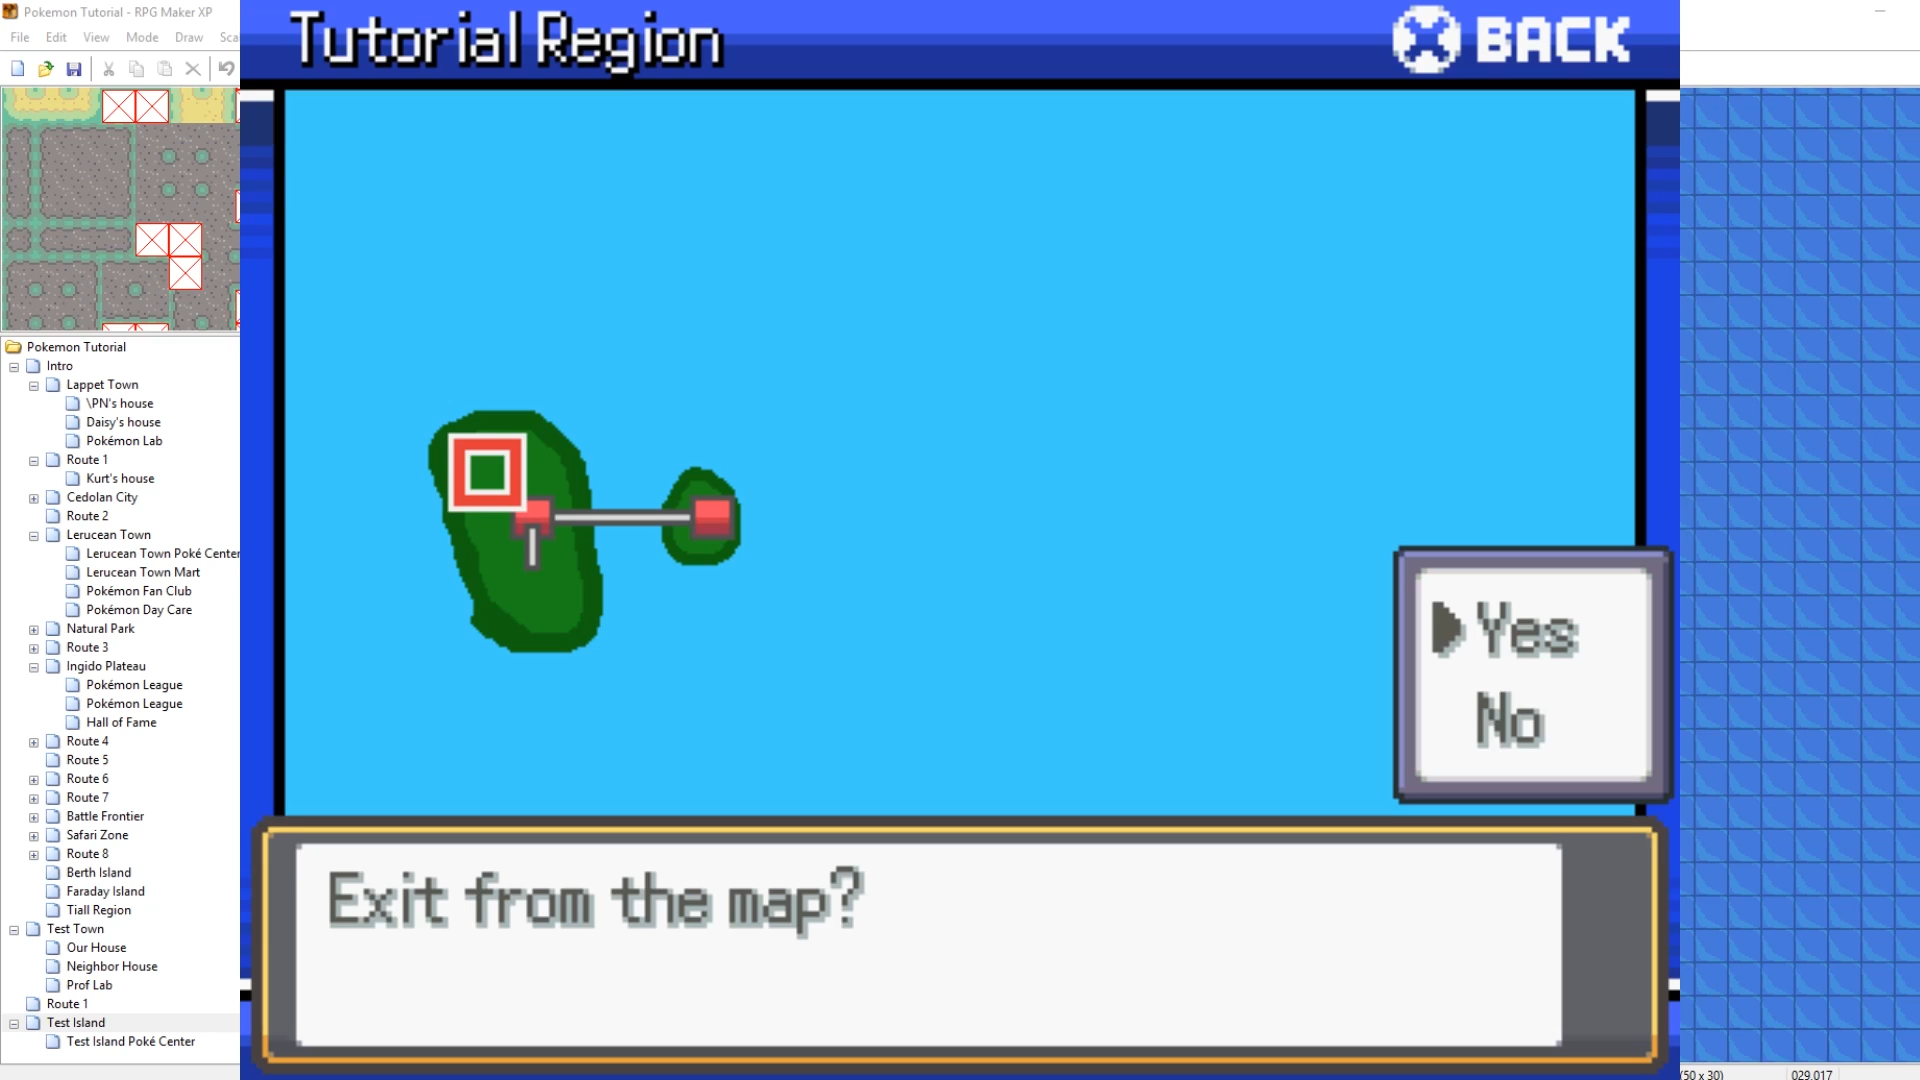 Pokemon Tutorial - RPG Maker XP
File Edit View Mode Draw Sca
Tutorial Region
BACK
Pokemon Tutorial
Intro
Lappet Town
\PN's house
Daisy's house
Pokémon Lab
Route 1
Kurt's house
Cedolan City
Route 2
Lerucean Town
Lerucean Town Poké Center
Lerucean Town Mart
Pokémon Fan Club
Pokémon Day Care
Natural Park
Route 3
Ingido Plateau
Pokémon League
Pokémon League
Hall of Fame
Route 4
Route 5
Route 6
Route 7
Battle Frontier
Safari Zone
Route 8
Berth Island
Faraday Island
Tiall Region
Test Town
Our House
Neighbor House
Prof Lab
Route 1
Test Island
Test Island Poké Center
Yes
No
Exit from the map?
(50 x 30) 029.017